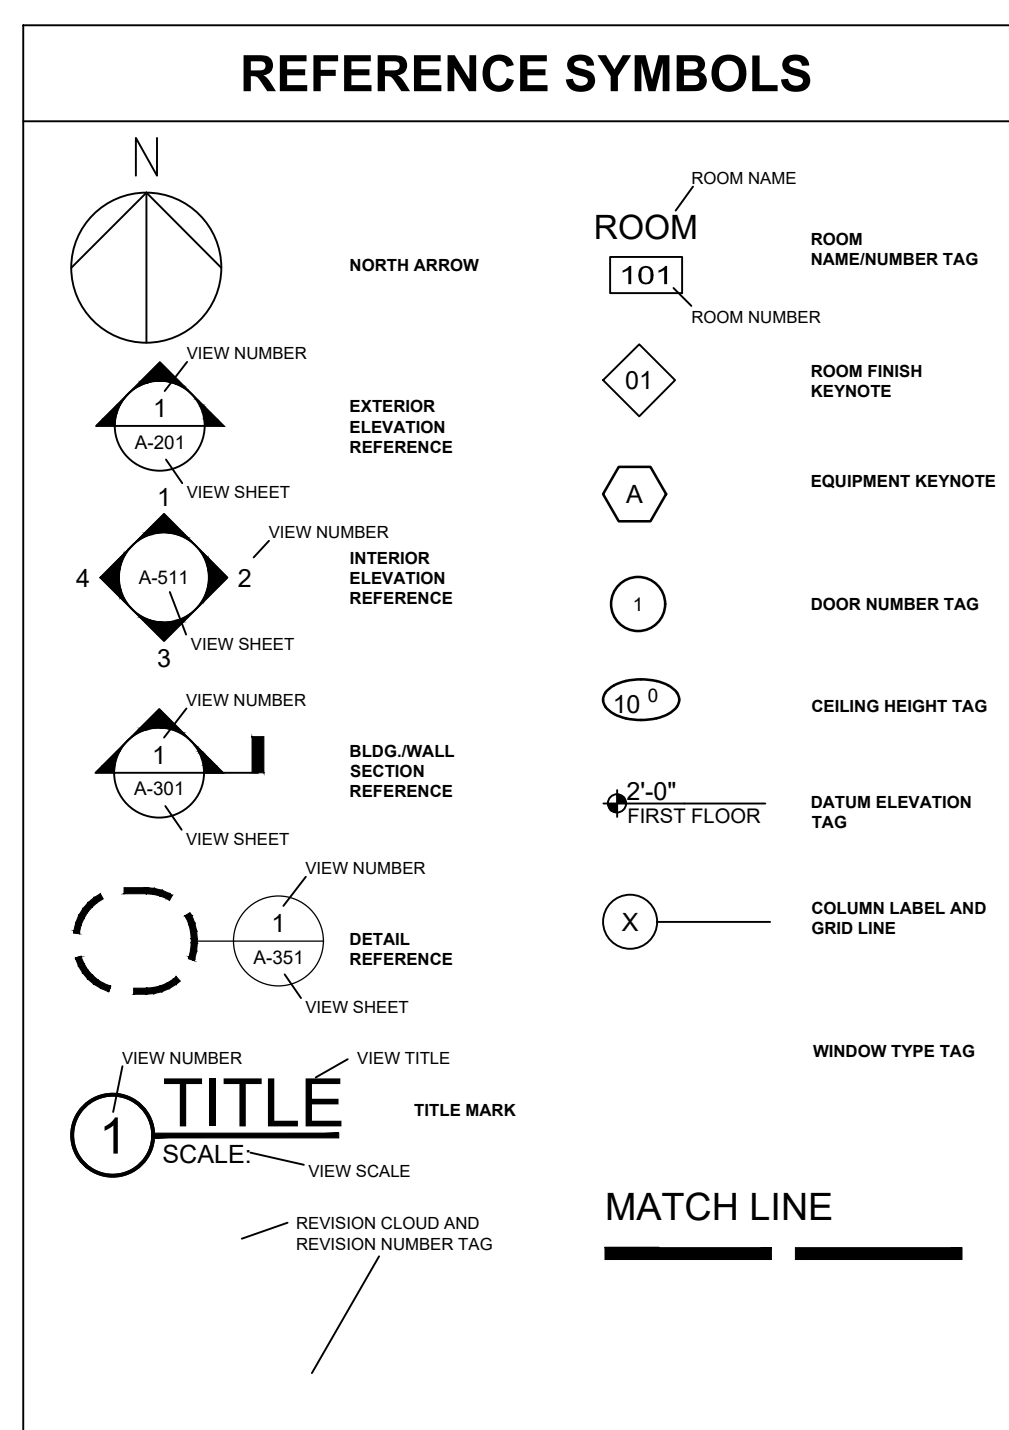 REFERENCE SYMBOLS
N
NORTH ARROW
VIEW NUMBER
1
A-201
VIEW SHEET
EXTERIOR
ELEVATION
REFERENCE
1
VIEW NUMBER
4
A-511
2
VIEW SHEET
3
INTERIOR
ELEVATION
REFERENCE
VIEW NUMBER
1
A-301
VIEW SHEET
BLDG./WALL
SECTION
REFERENCE
VIEW NUMBER
1
A-351
VIEW SHEET
DETAIL
REFERENCE
VIEW NUMBER
VIEW TITLE
1
TITLE
SCALE:
VIEW SCALE
TITLE MARK
REVISION CLOUD AND
REVISION NUMBER TAG
ROOM NAME
ROOM
101
ROOM NUMBER
ROOM
NAME/NUMBER TAG
01
ROOM FINISH
KEYNOTE
A
EQUIPMENT KEYNOTE
1
DOOR NUMBER TAG
10 0
CEILING HEIGHT TAG
2'-0"
FIRST FLOOR
DATUM ELEVATION
TAG
X
COLUMN LABEL AND
GRID LINE
WINDOW TYPE TAG
MATCH LINE